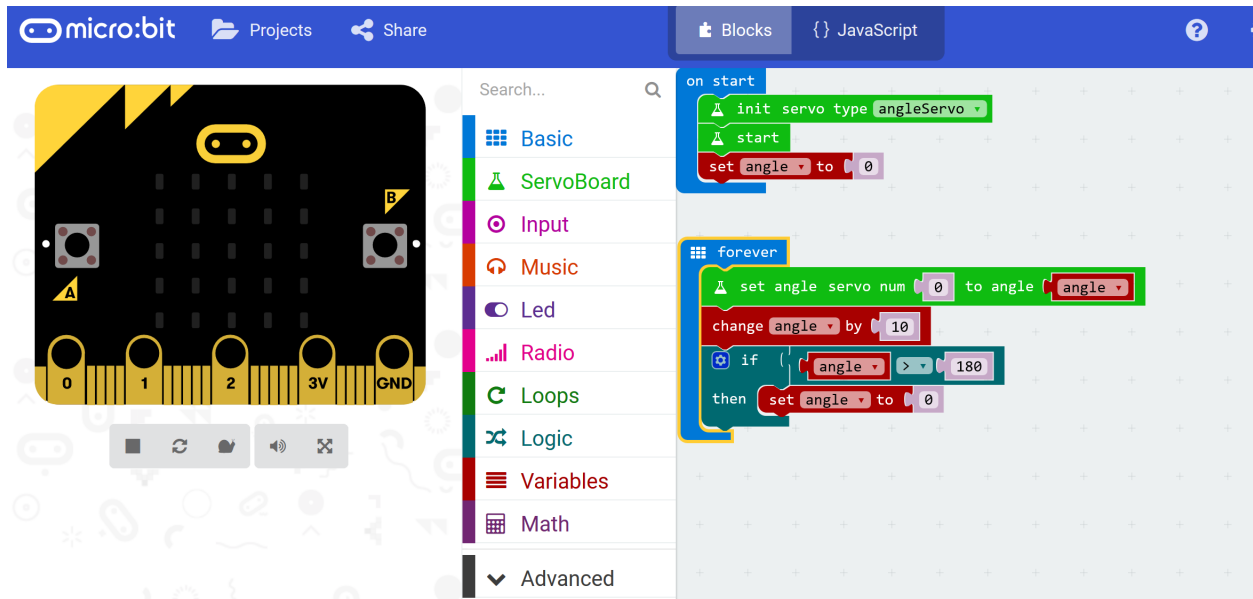 micro:bit Projects Share Blocks {} JavaScript ?
Search...
Basic
ServoBoard
Input
Music
Led
Radio
Loops
Logic
Variables
Math
Advanced
B
A
0 1 2 3V GND
on start
init servo type angleServo
start
set angle to 0
forever
set angle servo num 0 to angle angle
change angle by 10
if angle > 180
then set angle to 0